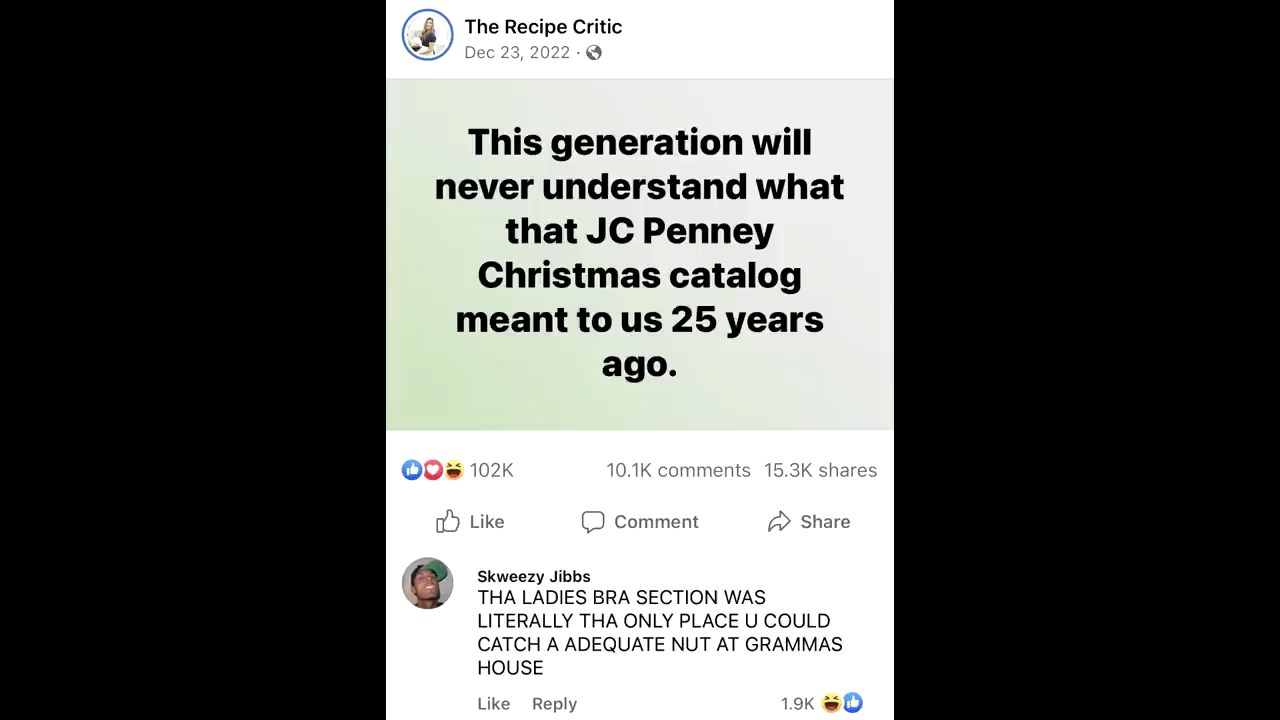 The Recipe Critic
Dec 23, 2022 ·
This generation will
never understand what
that JC Penney
Christmas catalog
meant to us 25 years
ago.
102K 10.1K comments 15.3K shares
Like Comment Share
Skweezy Jibbs
THA LADIES BRA SECTION WAS
LITERALLY THA ONLY PLACE U COULD
CATCH A ADEQUATE NUT AT GRAMMAS
HOUSE
Like Reply 1.9K